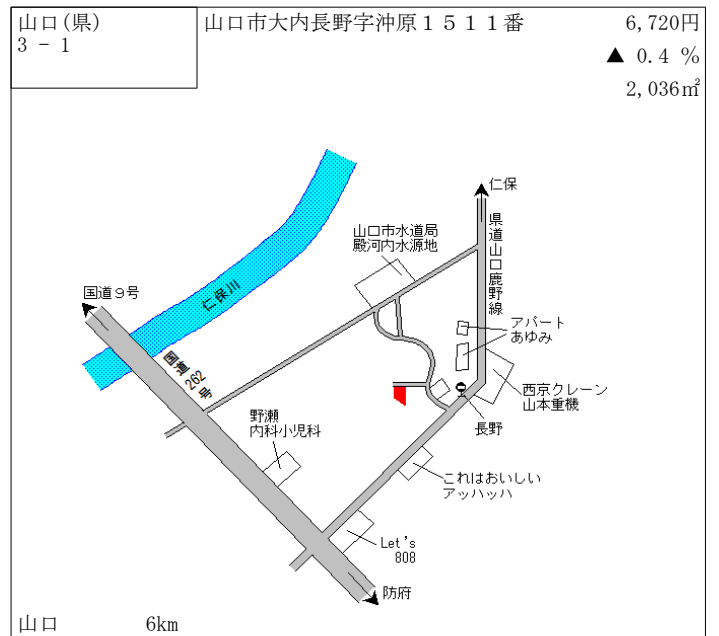 山口(県)
3 － 1
山口市大内長野字沖原１５１１番
6,720円
▲ 0.4 %
2,036㎡
仁保
県道山口鹿野線
山口市水道局
殿河内水源地
仁保川
国道９号
国道
262
号
アパート
あゆみ
西京クレーン
山本重機
長野
野瀬
内科小児科
これはおいしい
アッハッハ
Let's
808
防府
山口 6km